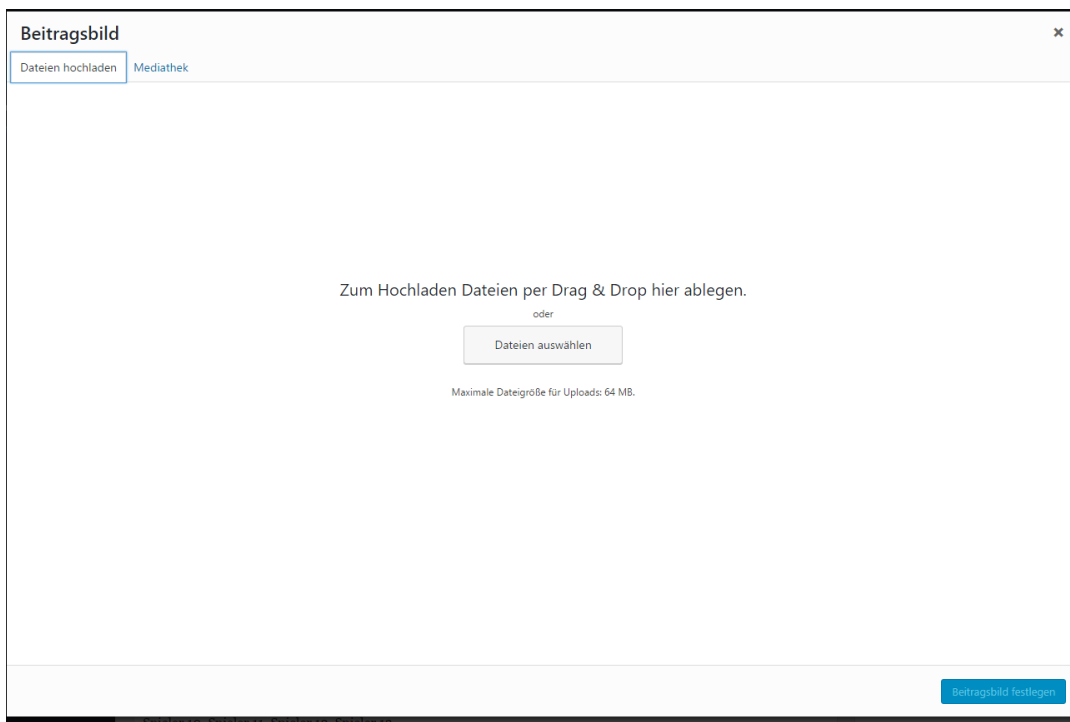 Beitragsbild
Dateien hochladen Mediathek
Zum Hochladen Dateien per Drag & Drop hier ablegen.
oder
Dateien auswählen
Maximale Dateigröße für Uploads: 64 MB.
Beitragsbild festlegen